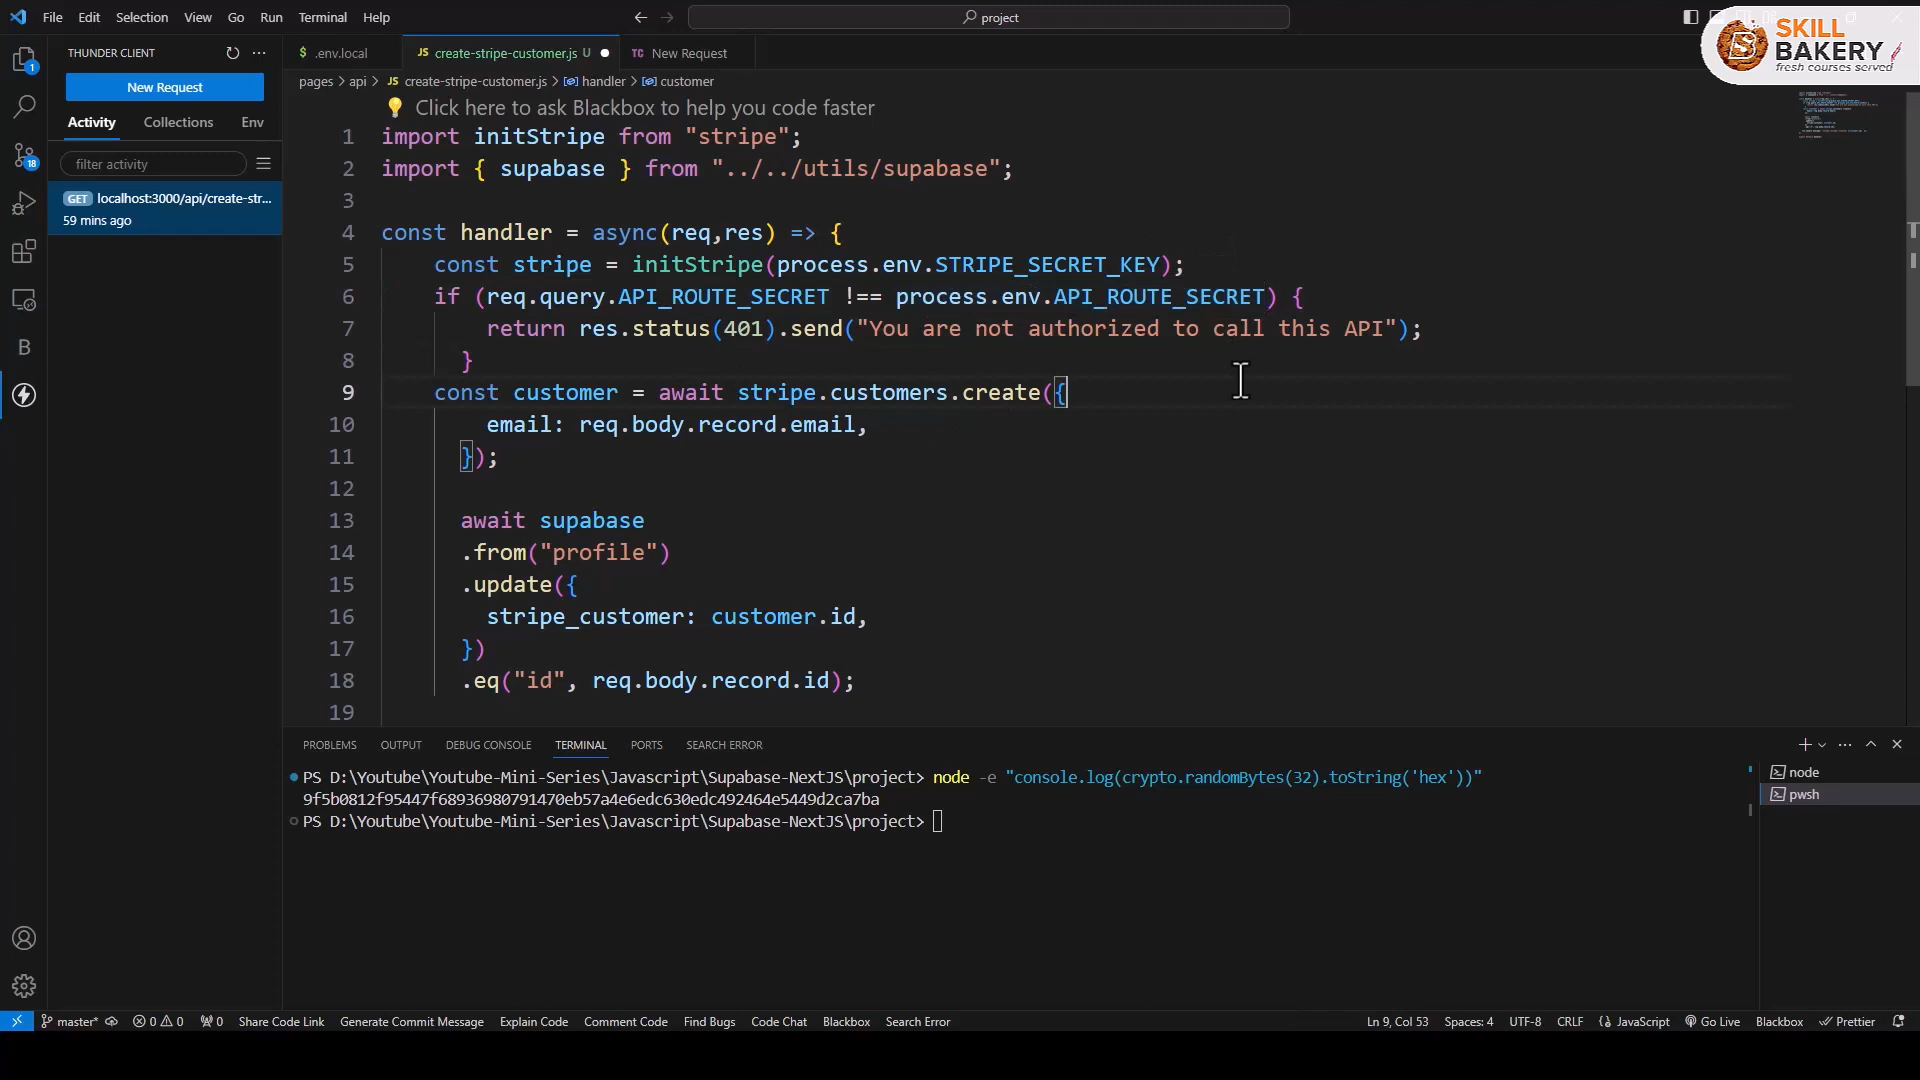 File Edit Selection View Go Run Terminal Help
project
SKILL
BAKERY
fresh courses served
THUNDER CLIENT
New Request
Activity Collections Env
filter activity
GET localhost:3000/api/create-str...
59 mins ago
.env.local
JS create-stripe-customer.js U
TC New Request
pages > api > JS create-stripe-customer.js > handler > customer
Click here to ask Blackbox to help you code faster
1 import initStripe from "stripe";
2 import { supabase } from "../../utils/supabase";
3
4 const handler = async(req,res) => {
5 const stripe = initStripe(process.env.STRIPE_SECRET_KEY);
6 if (req.query.API_ROUTE_SECRET !== process.env.API_ROUTE_SECRET) {
7 return res.status(401).send("You are not authorized to call this API");
8 }
9 const customer = await stripe.customers.create({
10 email: req.body.record.email,
11 });
12
13 await supabase
14 .from("profile")
15 .update({
16 stripe_customer: customer.id,
17 })
18 .eq("id", req.body.record.id);
19
PROBLEMS OUTPUT DEBUG CONSOLE TERMINAL PORTS SEARCH ERROR
PS D:\Youtube\Youtube-Mini-Series\Javascript\Supabase-NextJS\project> node -e "console.log(crypto.randomBytes(32).toString('hex'))"
9f5b0812f95447f68936980791470eb57a4e6edc630edc492464e5449d2ca7ba
PS D:\Youtube\Youtube-Mini-Series\Javascript\Supabase-NextJS\project>
node
pwsh
1
18
B
master* 0 0 0 Share Code Link Generate Commit Message Explain Code Comment Code Find Bugs Code Chat Blackbox Search Error
Ln 9, Col 53 Spaces: 4 UTF-8 CRLF JavaScript Go Live Blackbox Prettier